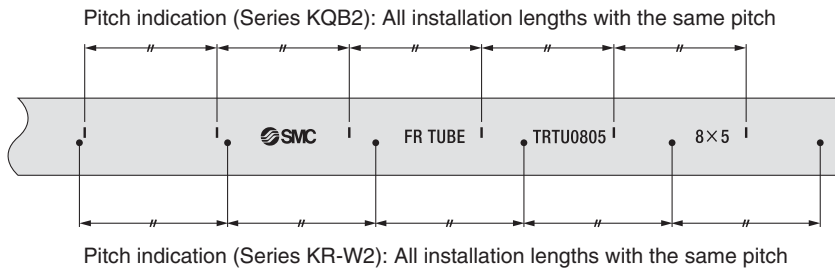 Pitch indication (Series KQB2): All installation lengths with the same pitch
SMC FR TUBE TRTU0805 8×5
Pitch indication (Series KR-W2): All installation lengths with the same pitch